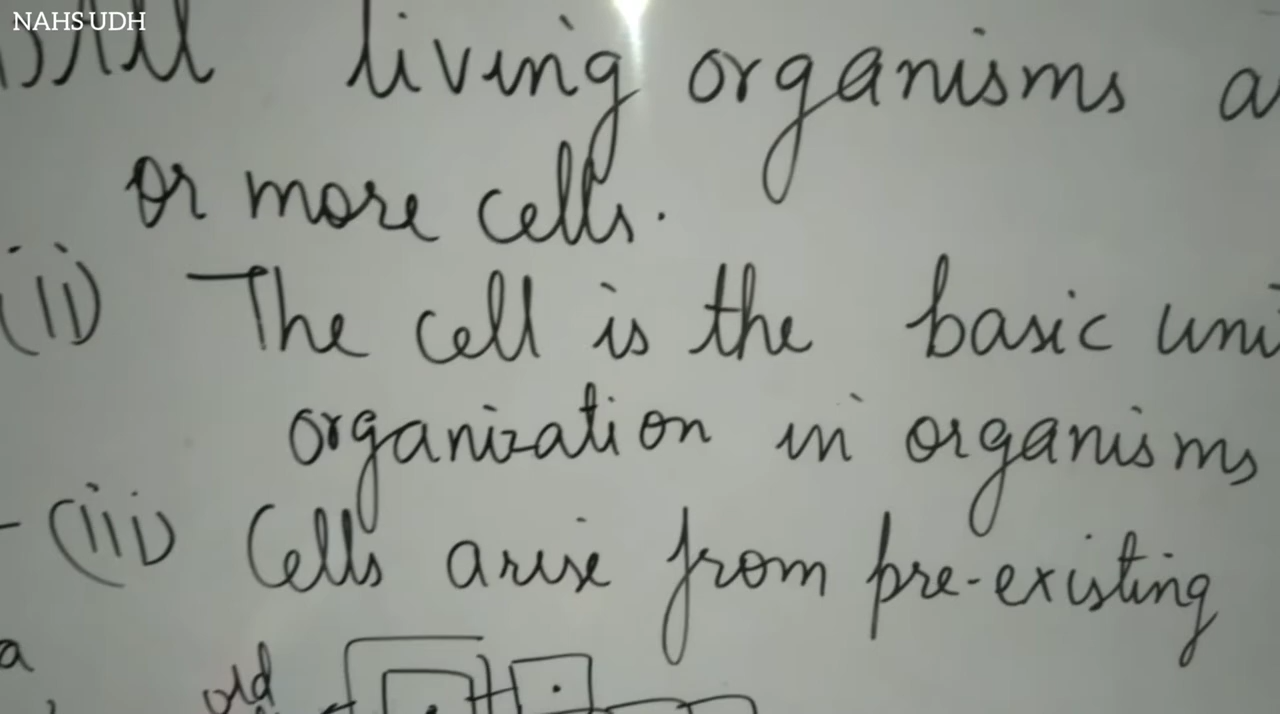 NAHS UDH
All living organisms a
or more cells.
(ii) The cell is the basic uni
organization in organisms
- (iii) Cells arise from pre-existing
a
old